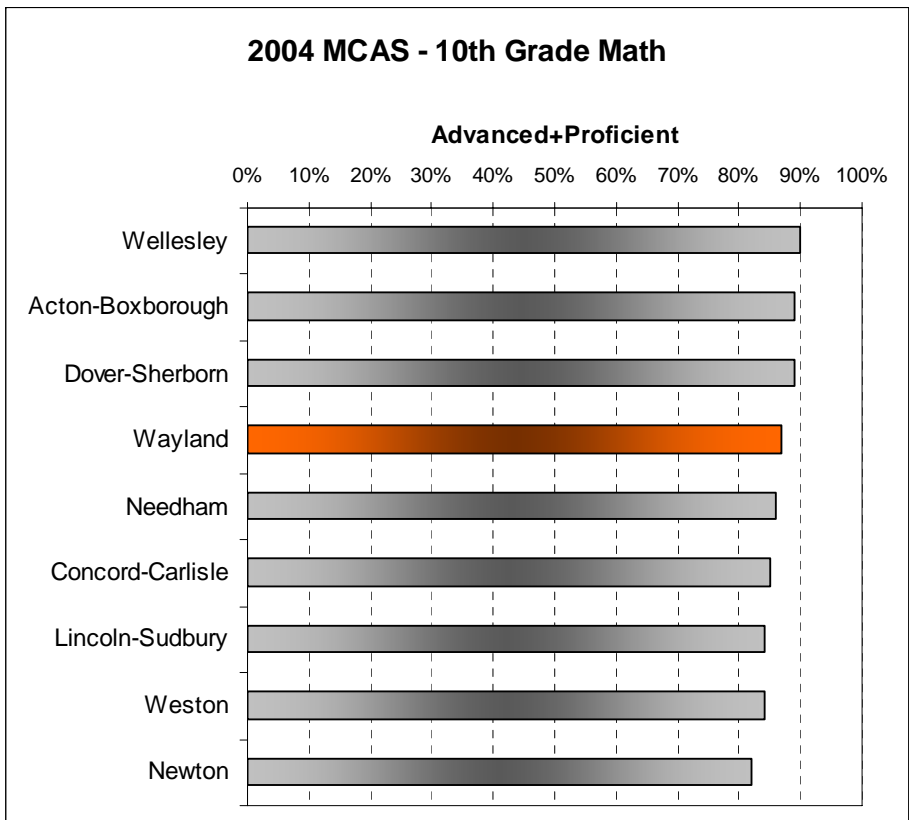 2004 MCAS - 10th Grade Math
Advanced+Proficient
0% 10% 20% 30% 40% 50% 60% 70% 80% 90% 100%
Wellesley
Acton-Boxborough
Dover-Sherborn
Wayland
Needham
Concord-Carlisle
Lincoln-Sudbury
Weston
Newton